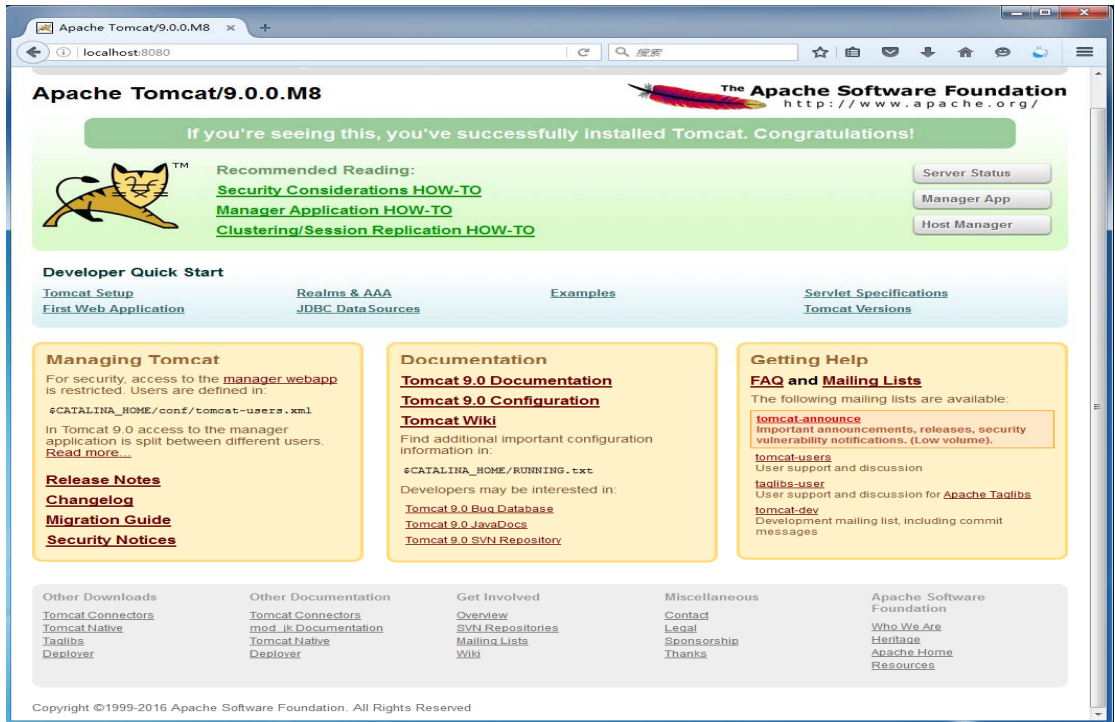 Apache Tomcat/9.0.0.M8
localhost:8080
搜索
Apache Tomcat/9.0.0.M8
The Apache Software Foundation
http://www.apache.org/
If you're seeing this, you've successfully installed Tomcat. Congratulations!
TM
Recommended Reading:
Security Considerations HOW-TO
Manager Application HOW-TO
Clustering/Session Replication HOW-TO
Server Status
Manager App
Host Manager
Developer Quick Start
Tomcat Setup
First Web Application
Realms & AAA
JDBC DataSources
Examples
Servlet Specifications
Tomcat Versions
Managing Tomcat
For security, access to the manager webapp
is restricted. Users are defined in:
$CATALINA_HOME/conf/tomcat-users.xml
In Tomcat 9.0 access to the manager
application is split between different users.
Read more...
Release Notes
Changelog
Migration Guide
Security Notices
Documentation
Tomcat 9.0 Documentation
Tomcat 9.0 Configuration
Tomcat Wiki
Find additional important configuration
information in:
$CATALINA_HOME/RUNNING.txt
Developers may be interested in:
Tomcat 9.0 Bug Database
Tomcat 9.0 JavaDocs
Tomcat 9.0 SVN Repository
Getting Help
FAQ and Mailing Lists
The following mailing lists are available:
tomcat-announce
Important announcements, releases, security
vulnerability notifications. (Low volume).
tomcat-users
User support and discussion
taglibs-user
User support and discussion for Apache Taglibs
tomcat-dev
Development mailing list, including commit
messages
Other Downloads
Tomcat Connectors
Tomcat Native
Taglibs
Deployer
Other Documentation
Tomcat Connectors
mod_jk Documentation
Tomcat Native
Deployer
Get Involved
Overview
SVN Repositories
Mailing Lists
Wiki
Miscellaneous
Contact
Legal
Sponsorship
Thanks
Apache Software
Foundation
Who We Are
Heritage
Apache Home
Resources
Copyright ©1999-2016 Apache Software Foundation. All Rights Reserved